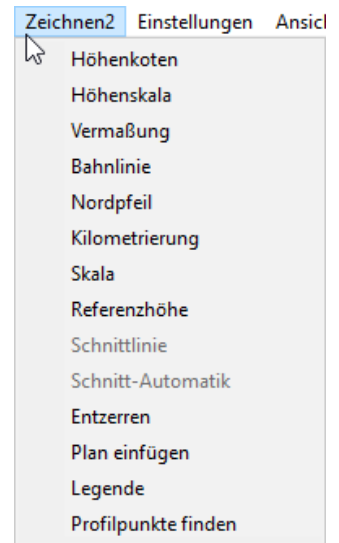 Zeichnen2 Einstellungen
Höhenkoten
Höhenskala
Vermaßung
Bahnlinie
Nordpfeil
Kilometrierung
Skala
Referenzhöhe
Schnittlinie
Schnitt-Automatik
Entzerren
Plan einfügen
Legende
Profilpunkte finden